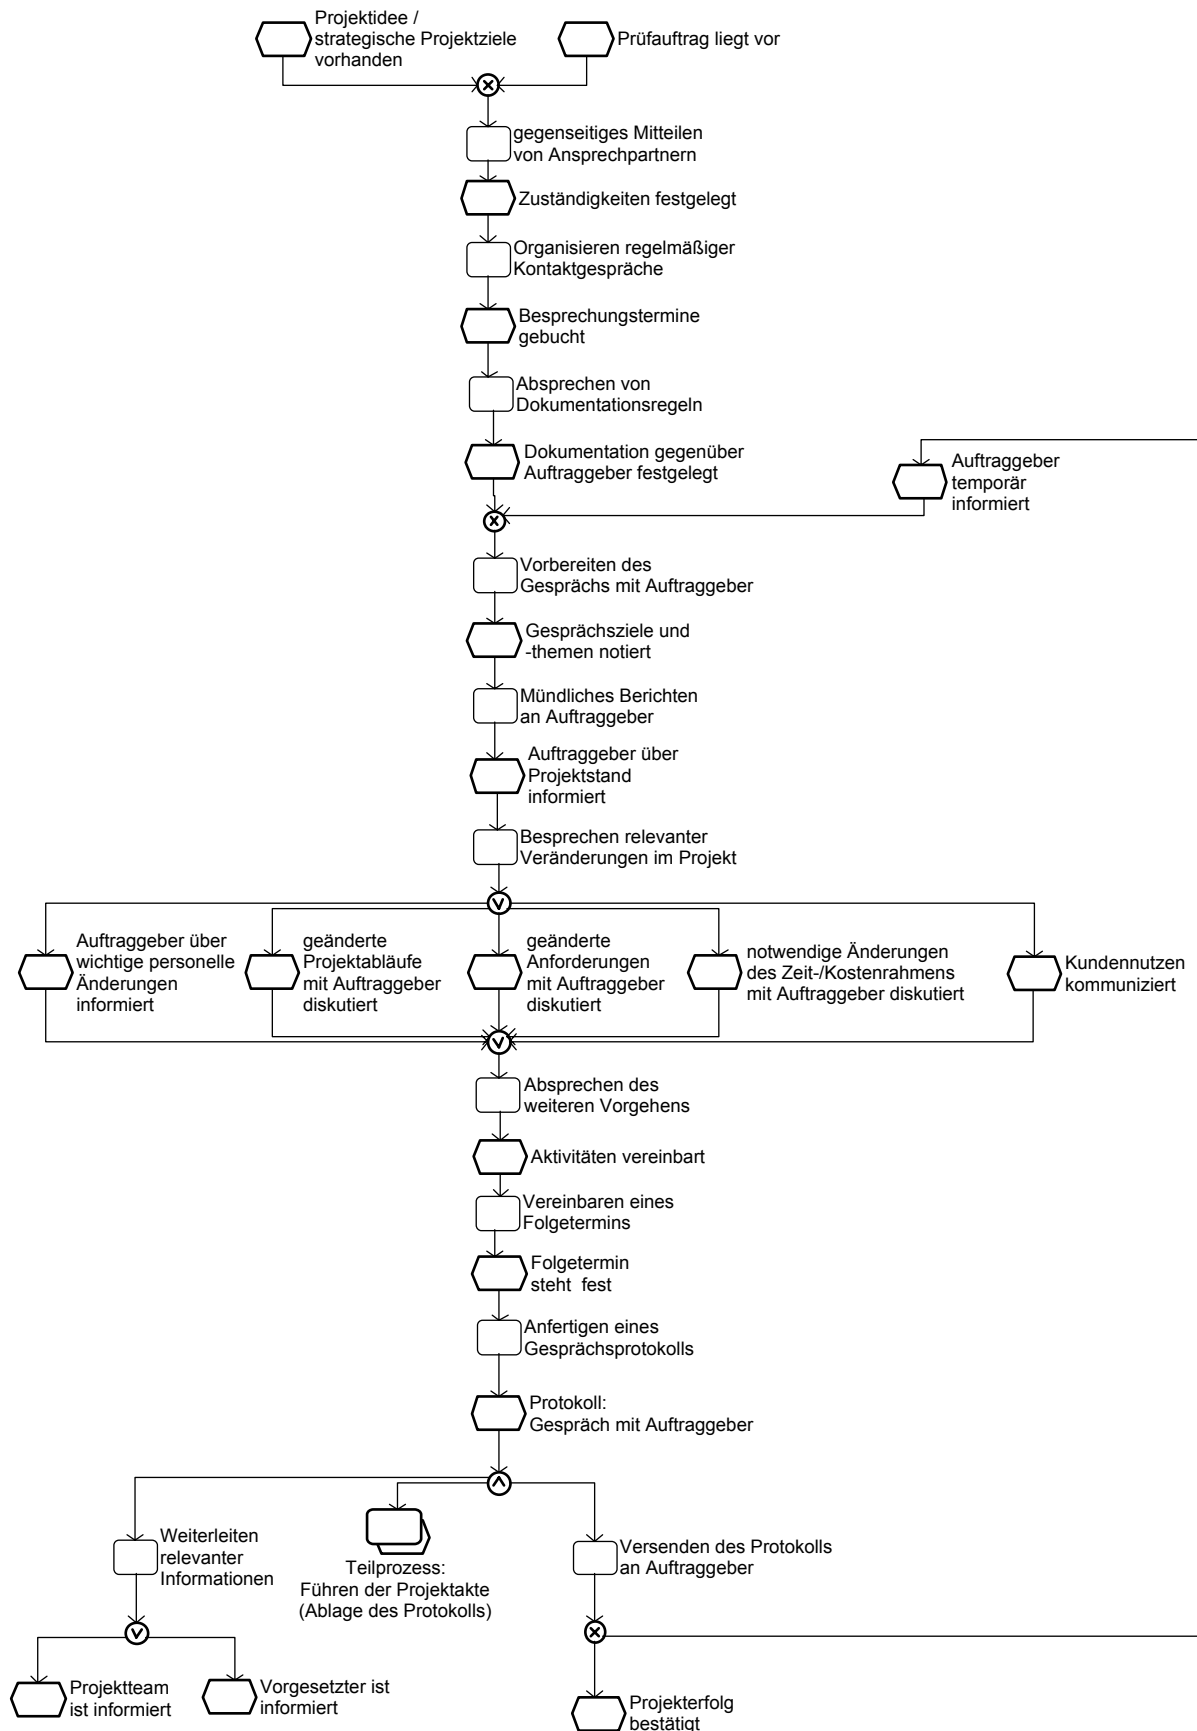 Projektidee /
strategische Projektziele
vorhanden
Prüfauftrag liegt vor
gegenseitiges Mitteilen
von Ansprechpartnern
Zuständigkeiten festgelegt
Organisieren regelmäßiger
Kontaktgespräche
Besprechungstermine
gebucht
Absprechen von
Dokumentationsregeln
Dokumentation gegenüber
Auftraggeber festgelegt
Auftraggeber
temporär
informiert
Vorbereiten des
Gesprächs mit Auftraggeber
Gesprächsziele und
-themen notiert
Mündliches Berichten
an Auftraggeber
Auftraggeber über
Projektstand
informiert
Besprechen relevanter
Veränderungen im Projekt
Auftraggeber über
wichtige personelle
Änderungen
informiert
geänderte
Projektabläufe
mit Auftraggeber
diskutiert
geänderte
Anforderungen
mit Auftraggeber
diskutiert
notwendige Änderungen
des Zeit-/Kostenrahmens
mit Auftraggeber diskutiert
Kundennutzen
kommuniziert
Absprechen des
weiteren Vorgehens
Aktivitäten vereinbart
Vereinbaren eines
Folgetermins
Folgetermin
steht fest
Anfertigen eines
Gesprächsprotokolls
Protokoll:
Gespräch mit Auftraggeber
Weiterleiten
relevanter
Informationen
Teilprozess:
Führen der Projektakte
(Ablage des Protokolls)
Versenden des Protokolls
an Auftraggeber
Projektteam
ist informiert
Vorgesetzter ist
informiert
Projekterfolg
bestätigt